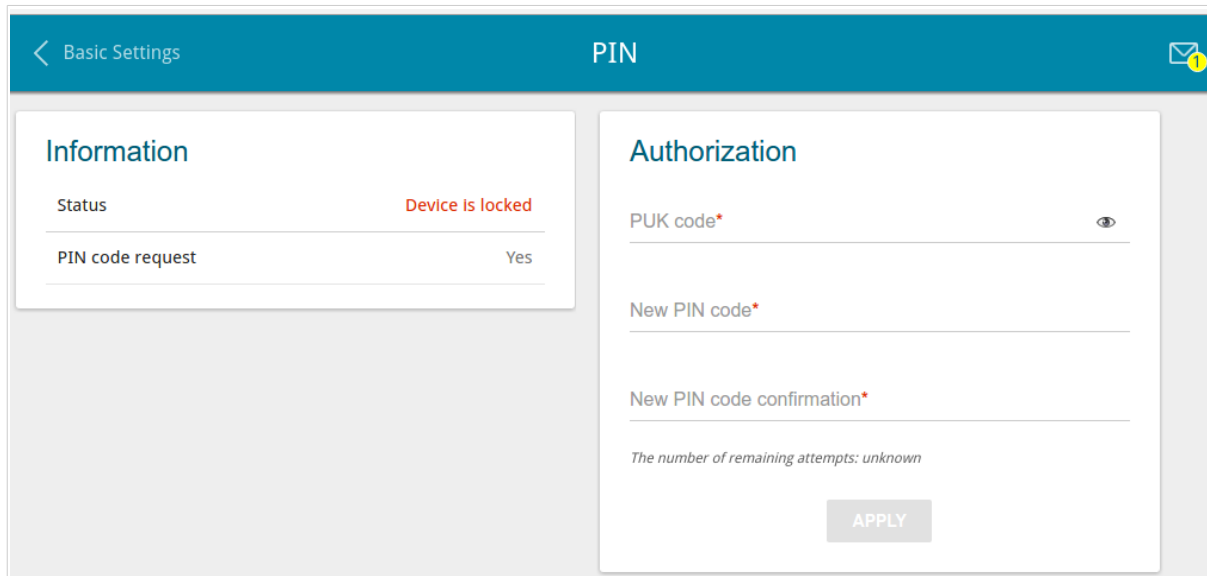 Basic Settings
PIN
1
Information
Status Device is locked
PIN code request Yes
Authorization
PUK code*
New PIN code*
New PIN code confirmation*
The number of remaining attempts: unknown
APPLY